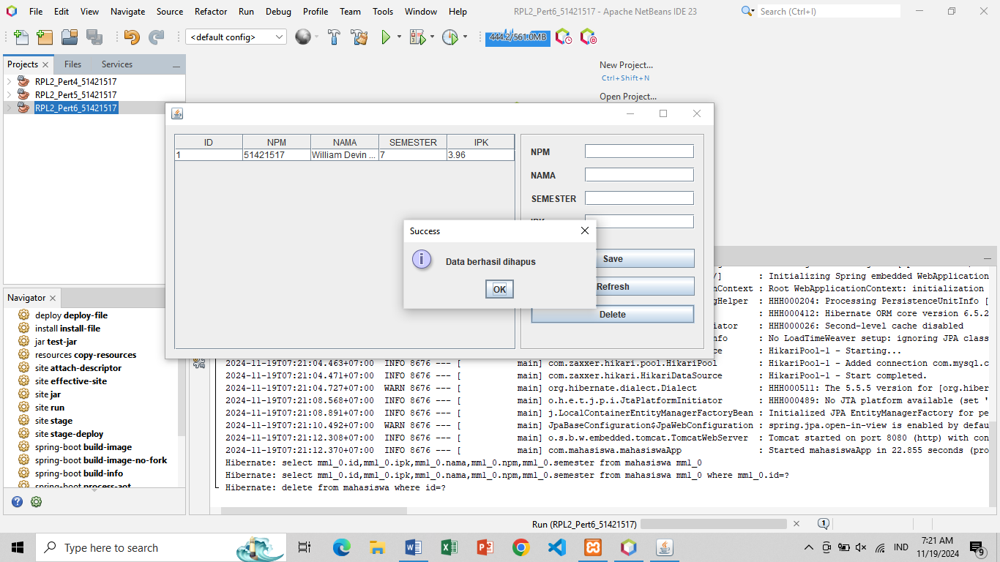 File Edit View Navigate Source Refactor Run Debug Profile Team Tools Window Help RPL2_Pert6_51421517 - Apache NetBeans IDE 23 Search (Ctrl+I)
<default config> 444.2/561.0MB
Projects Files Services
New Project...
Ctrl+Shift+N
Open Project...
RPL2_Pert4_51421517
RPL2_Pert5_51421517
RPL2_Pert6_51421517
ID NPM NAMA SEMESTER IPK
1 51421517 William Devin ... 7 3.96
NPM
NAMA
SEMESTER
Success
Data berhasil dihapus
OK
Save
Refresh
Delete
Navigator
deploy deploy-file
install install-file
jar test-jar
resources copy-resources
site attach-descriptor
site effective-site
site jar
site run
site stage
site stage-deploy
spring-boot build-image
spring-boot build-image-no-fork
spring-boot build-info
spring-boot process-aot
/] : Initializing Spring embedded WebApplication
nContext : Root WebApplicationContext: initialization
gHelper : HHH000204: Processing PersistenceUnitInfo [
: HHH000412: Hibernate ORM core version 6.5.2
iator : HHH000026: Second-level cache disabled
nfo : No LoadTimeWeaver setup: ignoring JPA class
ce : HikariPool-1 - Starting...
2024-11-19T07:21:04.463+07:00 INFO 8676 --- [ main] com.zaxxer.hikari.pool.HikariPool : HikariPool-1 - Added connection com.mysql.c
2024-11-19T07:21:04.471+07:00 INFO 8676 --- [ main] com.zaxxer.hikari.HikariDataSource : HikariPool-1 - Start completed.
2024-11-19T07:21:04.727+07:00 WARN 8676 --- [ main] org.hibernate.dialect.Dialect : HHH000511: The 5.5.5 version for [org.hiber
2024-11-19T07:21:08.568+07:00 INFO 8676 --- [ main] o.h.e.t.j.p.i.JtaPlatformInitiator : HHH000489: No JTA platform available (set '
2024-11-19T07:21:08.891+07:00 INFO 8676 --- [ main] j.LocalContainerEntityManagerFactoryBean : Initialized JPA EntityManagerFactory for pe
2024-11-19T07:21:10.492+07:00 WARN 8676 --- [ main] JpaBaseConfiguration$JpaWebConfiguration : spring.jpa.open-in-view is enabled by defau
2024-11-19T07:21:12.308+07:00 INFO 8676 --- [ main] o.s.b.w.embedded.tomcat.TomcatWebServer : Tomcat started on port 8080 (http) with con
2024-11-19T07:21:12.370+07:00 INFO 8676 --- [ main] com.mahasiswa.mahasiswaApp : Started mahasiswaApp in 22.855 seconds (pro
Hibernate: select mm1_0.id,mm1_0.ipk,mm1_0.nama,mm1_0.npm,mm1_0.semester from mahasiswa mm1_0
Hibernate: select mm1_0.id,mm1_0.ipk,mm1_0.nama,mm1_0.npm,mm1_0.semester from mahasiswa mm1_0 where mm1_0.id=?
Hibernate: delete from mahasiswa where id=?
Run (RPL2_Pert6_51421517) 1
Type here to search IND 7:21 AM
11/19/2024 9